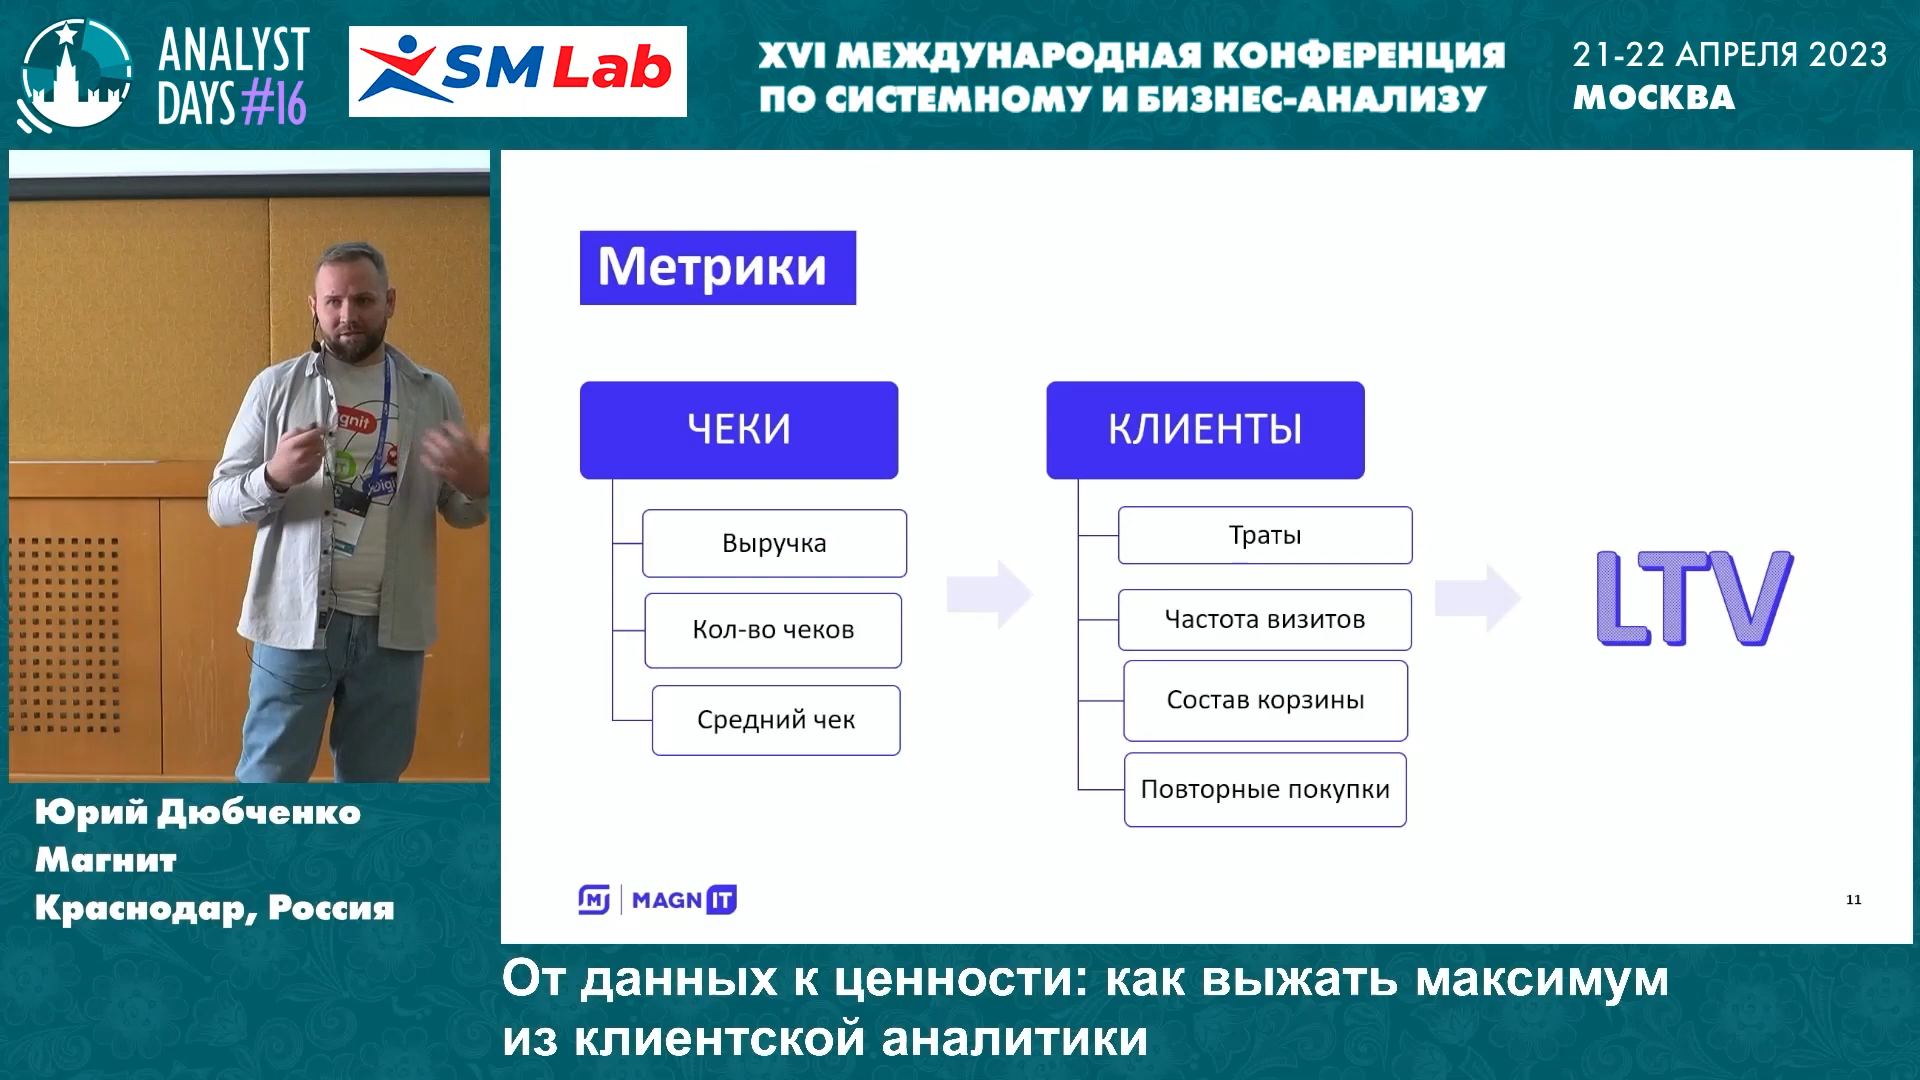 ANALYST
DAYS #16
SM Lab
XVI МЕЖДУНАРОДНАЯ КОНФЕРЕНЦИЯ
ПО СИСТЕМНОМУ И БИЗНЕС-АНАЛИЗУ
21-22 АПРЕЛЯ 2023
МОСКВА
Метрики
ЧЕКИ
Выручка
Кол-во чеков
Средний чек
КЛИЕНТЫ
Траты
Частота визитов
Состав корзины
Повторные покупки
LTV
M | MAGNIT
11
Юрий Дюбченко
Магнит
Краснодар, Россия
От данных к ценности: как выжать максимум
из клиентской аналитики